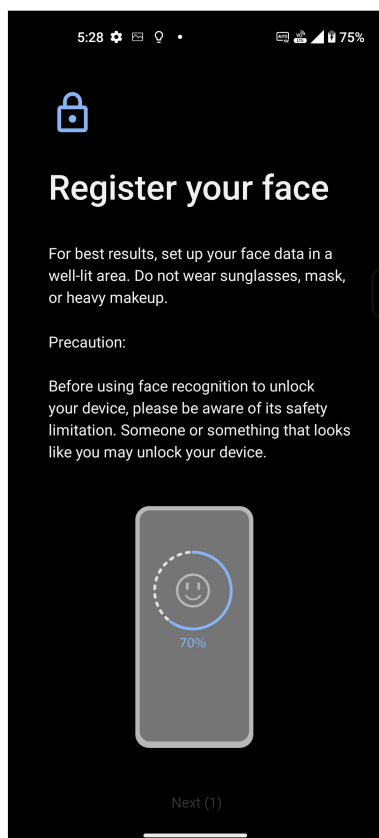 5:28
75%
Register your face
For best results, set up your face data in a
well-lit area. Do not wear sunglasses, mask,
or heavy makeup.
Precaution:
Before using face recognition to unlock
your device, please be aware of its safety
limitation. Someone or something that looks
like you may unlock your device.
70%
Next (1)